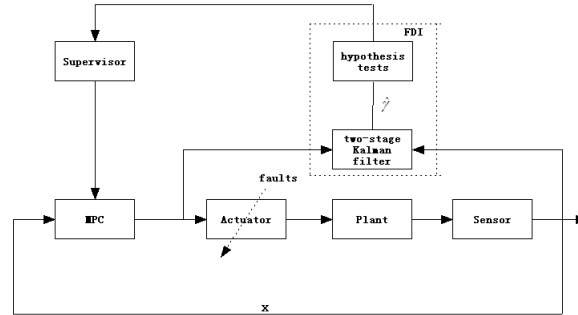 FDI
Supervisor
hypothesis
tests
γ̂
two-stage
Kalman
filter
faults
MPC
Actuator
Plant
Sensor
x